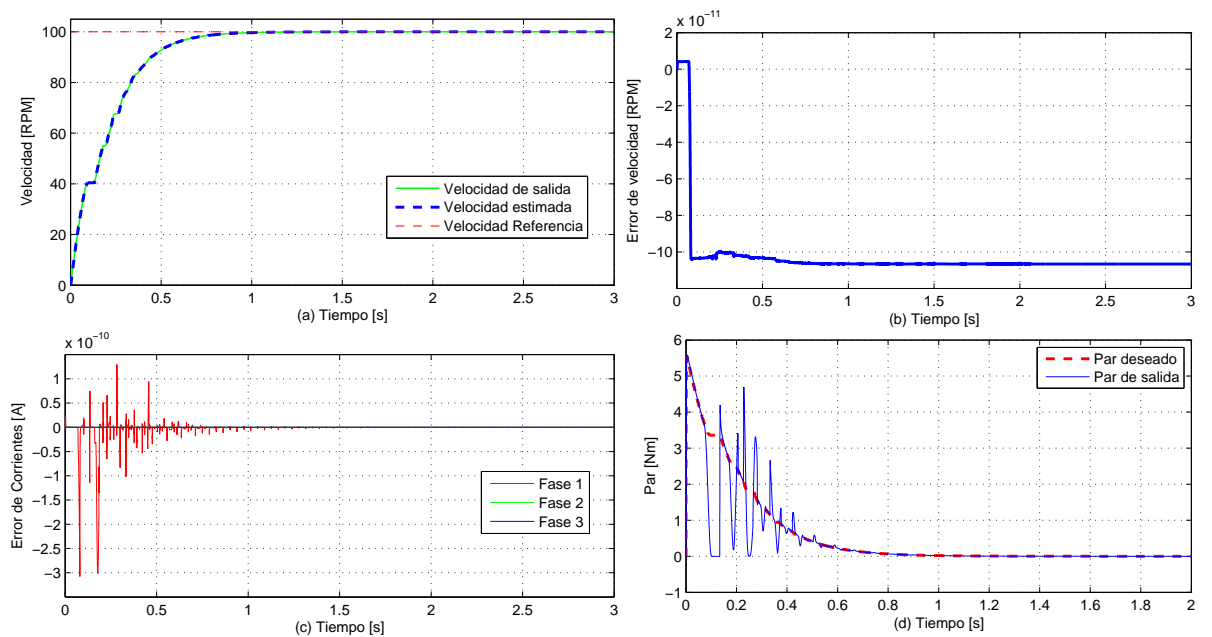 100
80
60
40
20
0
Velocidad [RPM]
Velocidad de salida
Velocidad estimada
Velocidad Referencia
0 0.5 1 1.5 2 2.5 3
(a) Tiempo [s]
x 10⁻¹¹
2
0
−2
−4
−6
−8
−10
Error de velocidad [RPM]
0 0.5 1 1.5 2 2.5 3
(b) Tiempo [s]
x 10⁻¹⁰
1
0.5
0
−0.5
−1
−1.5
−2
−2.5
−3
Error de Corrientes [A]
Fase 1
Fase 2
Fase 3
0 0.5 1 1.5 2 2.5 3
(c) Tiempo [s]
6
5
4
3
2
1
0
−1
Par [Nm]
Par deseado
Par de salida
0 0.2 0.4 0.6 0.8 1 1.2 1.4 1.6 1.8 2
(d) Tiempo [s]